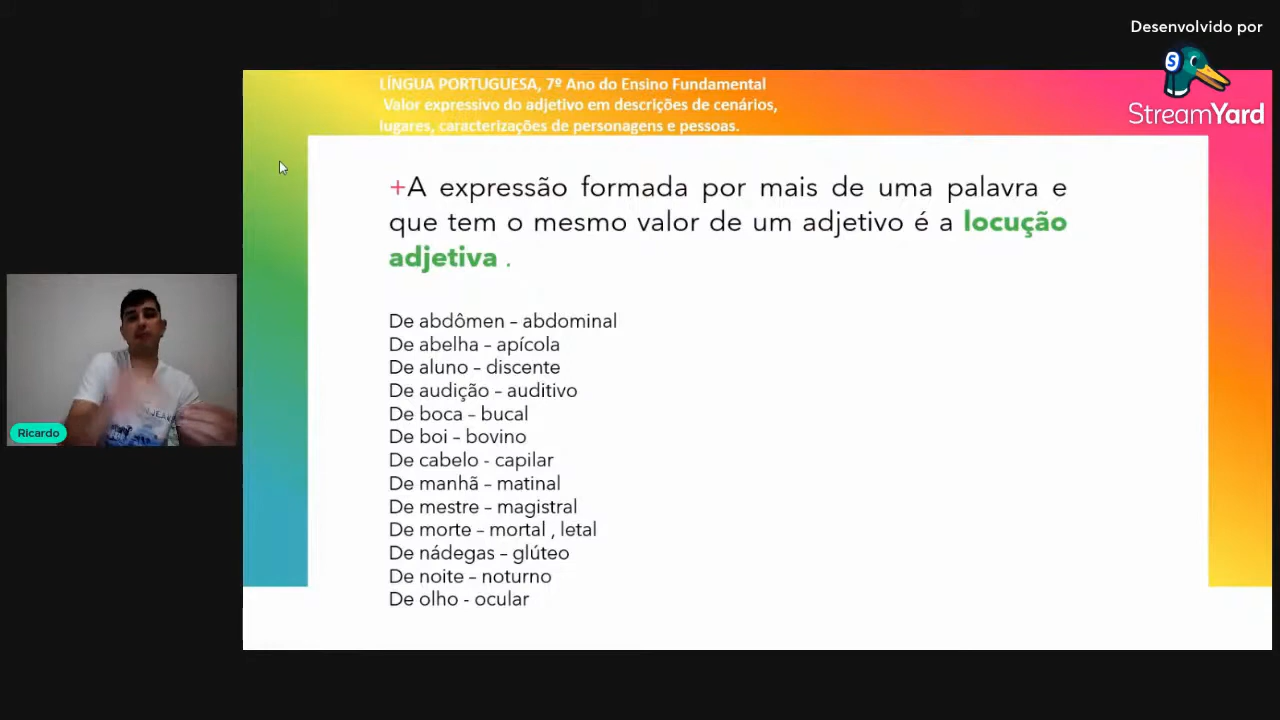 Desenvolvido por
StreamYard
LÍNGUA PORTUGUESA, 7º Ano do Ensino Fundamental
Valor expressivo do adjetivo em descrições de cenários,
lugares, caracterizações de personagens e pessoas.
+A expressão formada por mais de uma palavra e
que tem o mesmo valor de um adjetivo é a locução
adjetiva .
De abdômen – abdominal
De abelha – apícola
De aluno – discente
De audição – auditivo
De boca – bucal
De boi – bovino
De cabelo - capilar
De manhã – matinal
De mestre – magistral
De morte – mortal , letal
De nádegas – glúteo
De noite – noturno
De olho - ocular
Ricardo